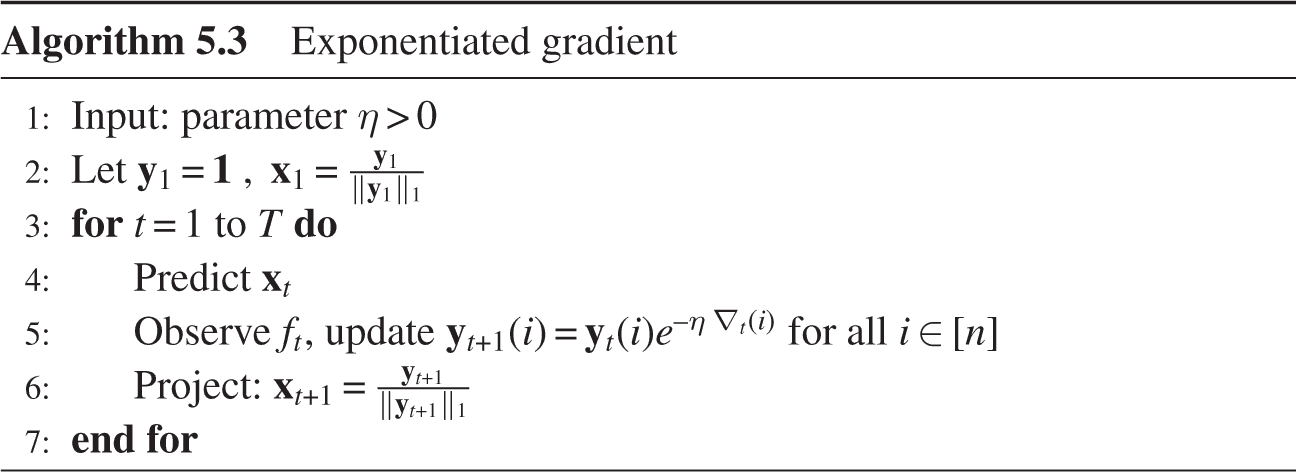 Algorithm 5.3 Exponentiated gradient
1: Input: parameter η > 0
2: Let y₁ = 1 , x₁ = y₁ / ‖y₁‖₁
3: for t = 1 to T do
4: Predict xₜ
5: Observe fₜ, update yₜ₊₁(i) = yₜ(i)e^{–η ∇ₜ(i)} for all i ∈ [n]
6: Project: xₜ₊₁ = yₜ₊₁ / ‖yₜ₊₁‖₁
7: end for